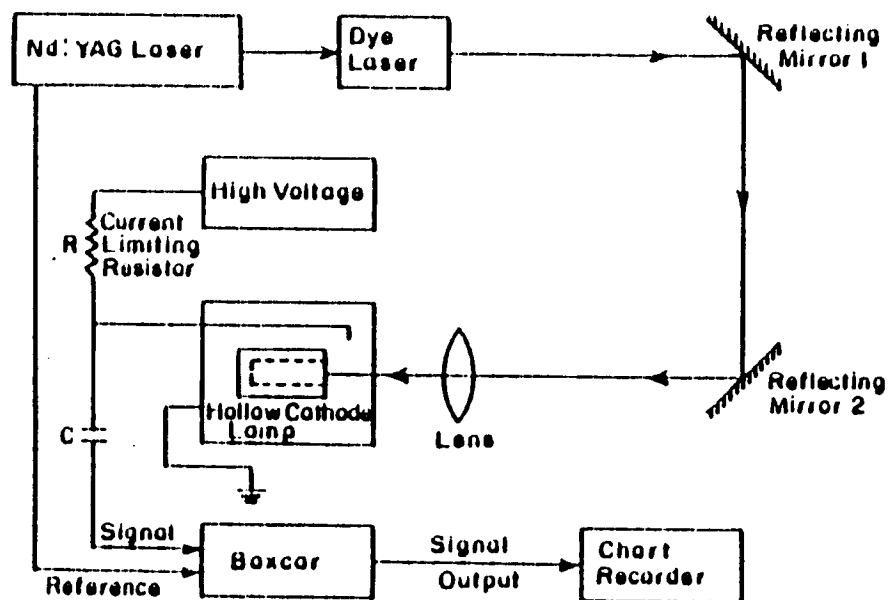 Nd:YAG Laser
Dye
Laser
Reflecting
Mirror 1
High Voltage
R
Current
Limiting
Resistor
Hollow Cathode
Lamp
Lens
Reflecting
Mirror 2
C
Signal
Reference
Boxcar
Signal
Output
Chart
Recorder